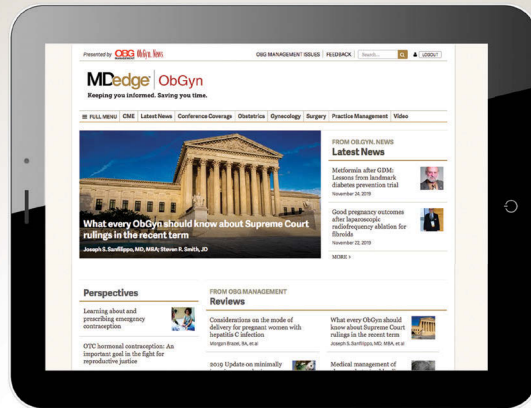 Presented by OBG MANAGEMENT ObGyn. News
OBG MANAGEMENT ISSUES | FEEDBACK | Search... LOGOUT
MDedge | ObGyn
Keeping you informed. Saving you time.
≡ FULL MENU | CME | Latest News | Conference Coverage | Obstetrics | Gynecology | Surgery | Practice Management | Video
What every ObGyn should know about Supreme Court
rulings in the recent term
Joseph S. Sanfilippo, MD, MBA; Steven R. Smith, JD
FROM OB.GYN. NEWS
Latest News
Metformin after GDM:
Lessons from landmark
diabetes prevention trial
November 24, 2019
Good pregnancy outcomes
after laparoscopic
radiofrequency ablation for
fibroids
November 22, 2019
MORE >
Perspectives
Learning about and
prescribing emergency
contraception
OTC hormonal contraception: An
important goal in the fight for
reproductive justice
FROM OBG MANAGEMENT
Reviews
Considerations on the mode of
delivery for pregnant women with
hepatitis C infection
Morgan Brazel, BA, et al
2019 Update on minimally
What every ObGyn should
know about Supreme Court
rulings in the recent term
Joseph S. Sanfilippo, MD, MBA, et al
Medical management of